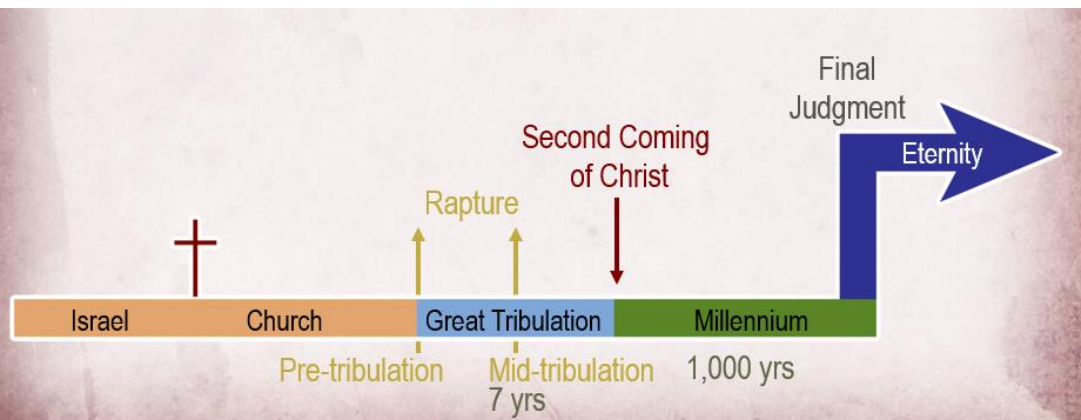 Final
Judgment
Eternity
Second Coming
of Christ
Rapture
Israel
Church
Great Tribulation
Millennium
Pre-tribulation
Mid-tribulation
1,000 yrs
7 yrs